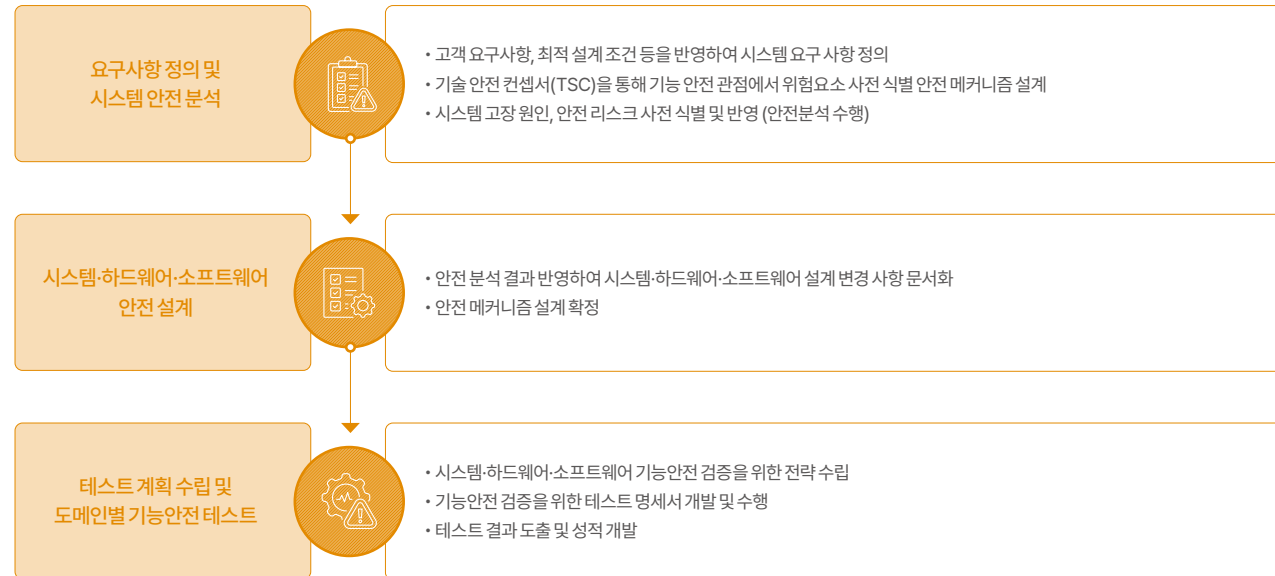 요구사항 정의 및
시스템 안전 분석
• 고객 요구사항, 최적 설계 조건 등을 반영하여 시스템 요구 사항 정의
• 기술 안전 컨셉서(TSC)을 통해 기능 안전 관점에서 위험요소 사전 식별 안전 메커니즘 설계
• 시스템 고장 원인, 안전 리스크 사전 식별 및 반영 (안전분석 수행)
시스템·하드웨어·소프트웨어
안전 설계
• 안전 분석 결과 반영하여 시스템·하드웨어·소프트웨어 설계 변경 사항 문서화
• 안전 메커니즘 설계 확정
테스트 계획 수립 및
도메인별 기능안전 테스트
• 시스템·하드웨어·소프트웨어 기능안전 검증을 위한 전략 수립
• 기능안전 검증을 위한 테스트 명세서 개발 및 수행
• 테스트 결과 도출 및 성적 개발